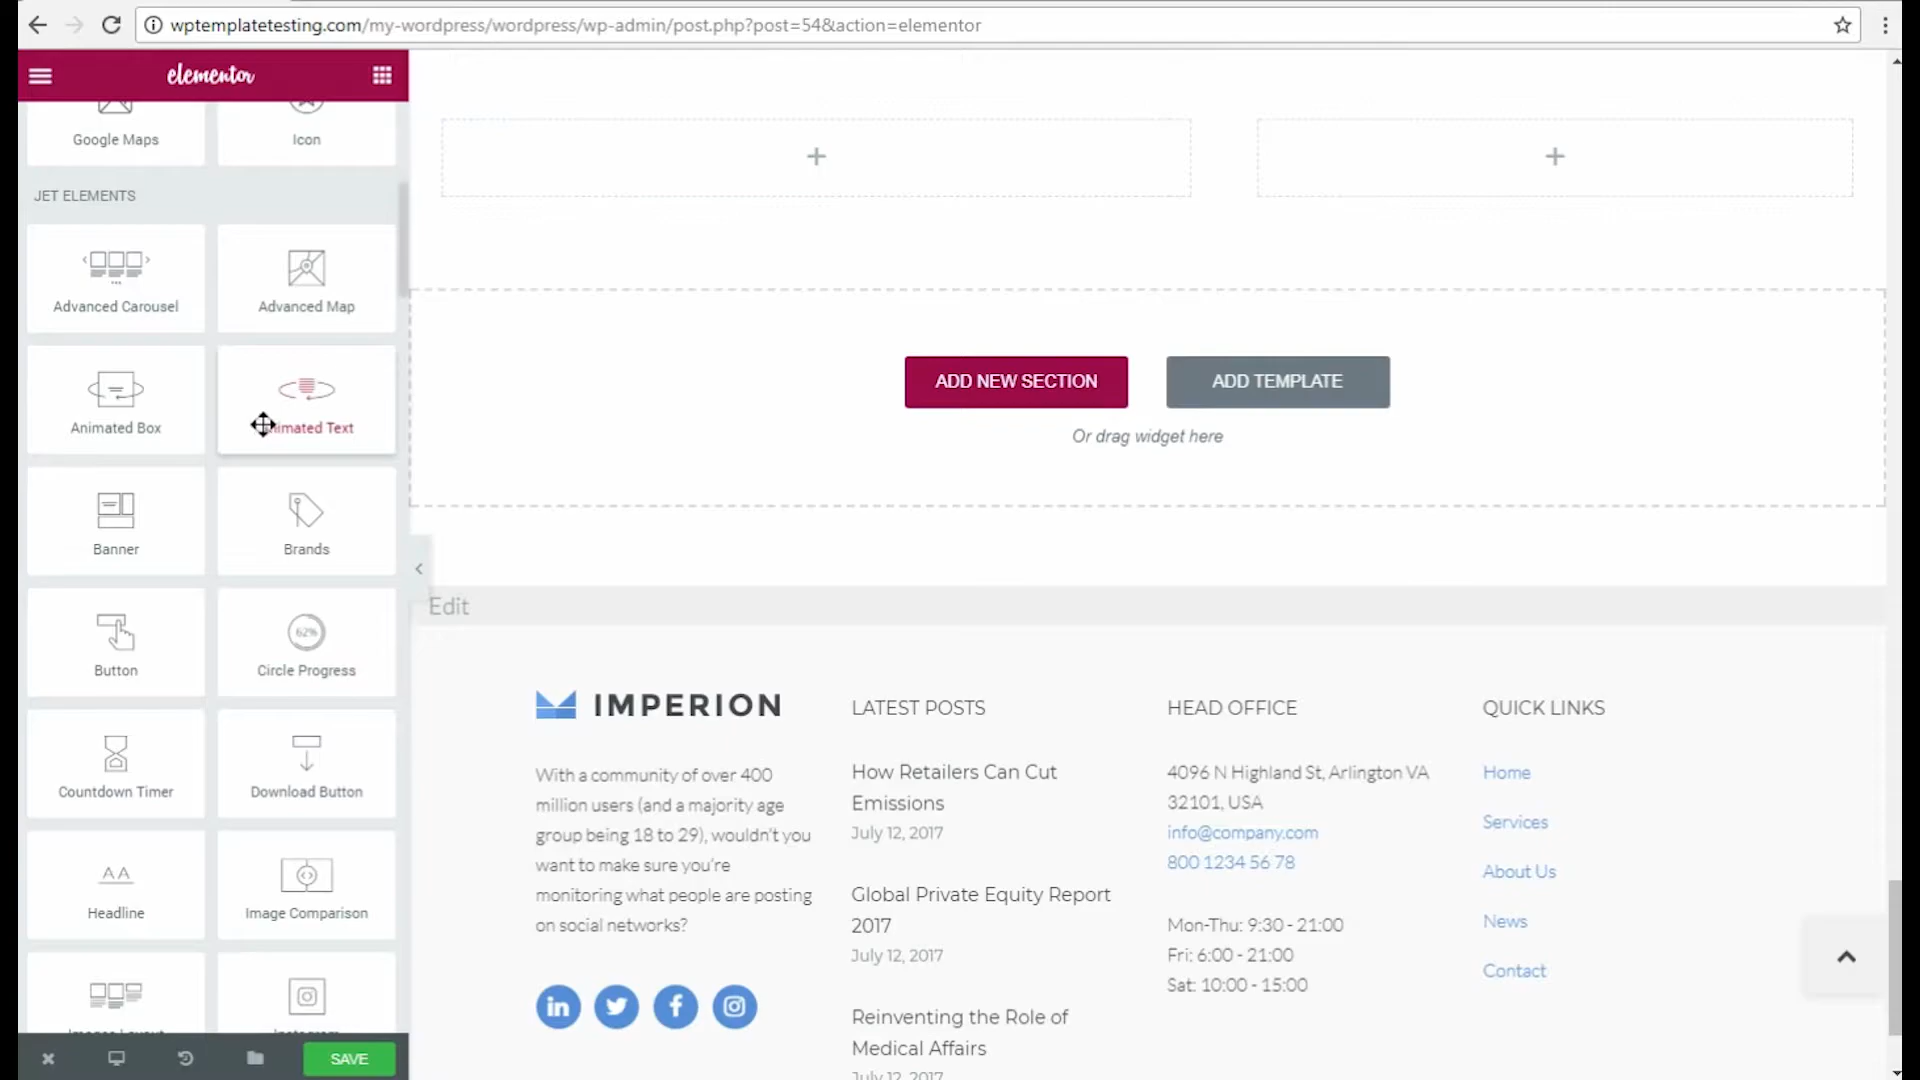 wptemplatetesting.com/my-wordpress/wordpress/wp-admin/post.php?post=54&action=elementor
elementor
Google Maps
Icon
JET ELEMENTS
Advanced Carousel
Advanced Map
Animated Box
imated Text
Banner
Brands
Button
62%
Circle Progress
Countdown Timer
Download Button
AA
Headline
Image Comparison
SAVE
+
+
ADD NEW SECTION
ADD TEMPLATE
Or drag widget here
Edit
IMPERION
With a community of over 400
million users (and a majority age
group being 18 to 29), wouldn't you
want to make sure you're
monitoring what people are posting
on social networks?
in
f
LATEST POSTS
How Retailers Can Cut
Emissions
July 12, 2017
Global Private Equity Report
2017
July 12, 2017
Reinventing the Role of
Medical Affairs
July 12, 2017
HEAD OFFICE
4096 N Highland St, Arlington VA
32101, USA
info@company.com
800 1234 56 78
Mon-Thu: 9:30 - 21:00
Fri: 6:00 - 21:00
Sat: 10:00 - 15:00
QUICK LINKS
Home
Services
About Us
News
Contact